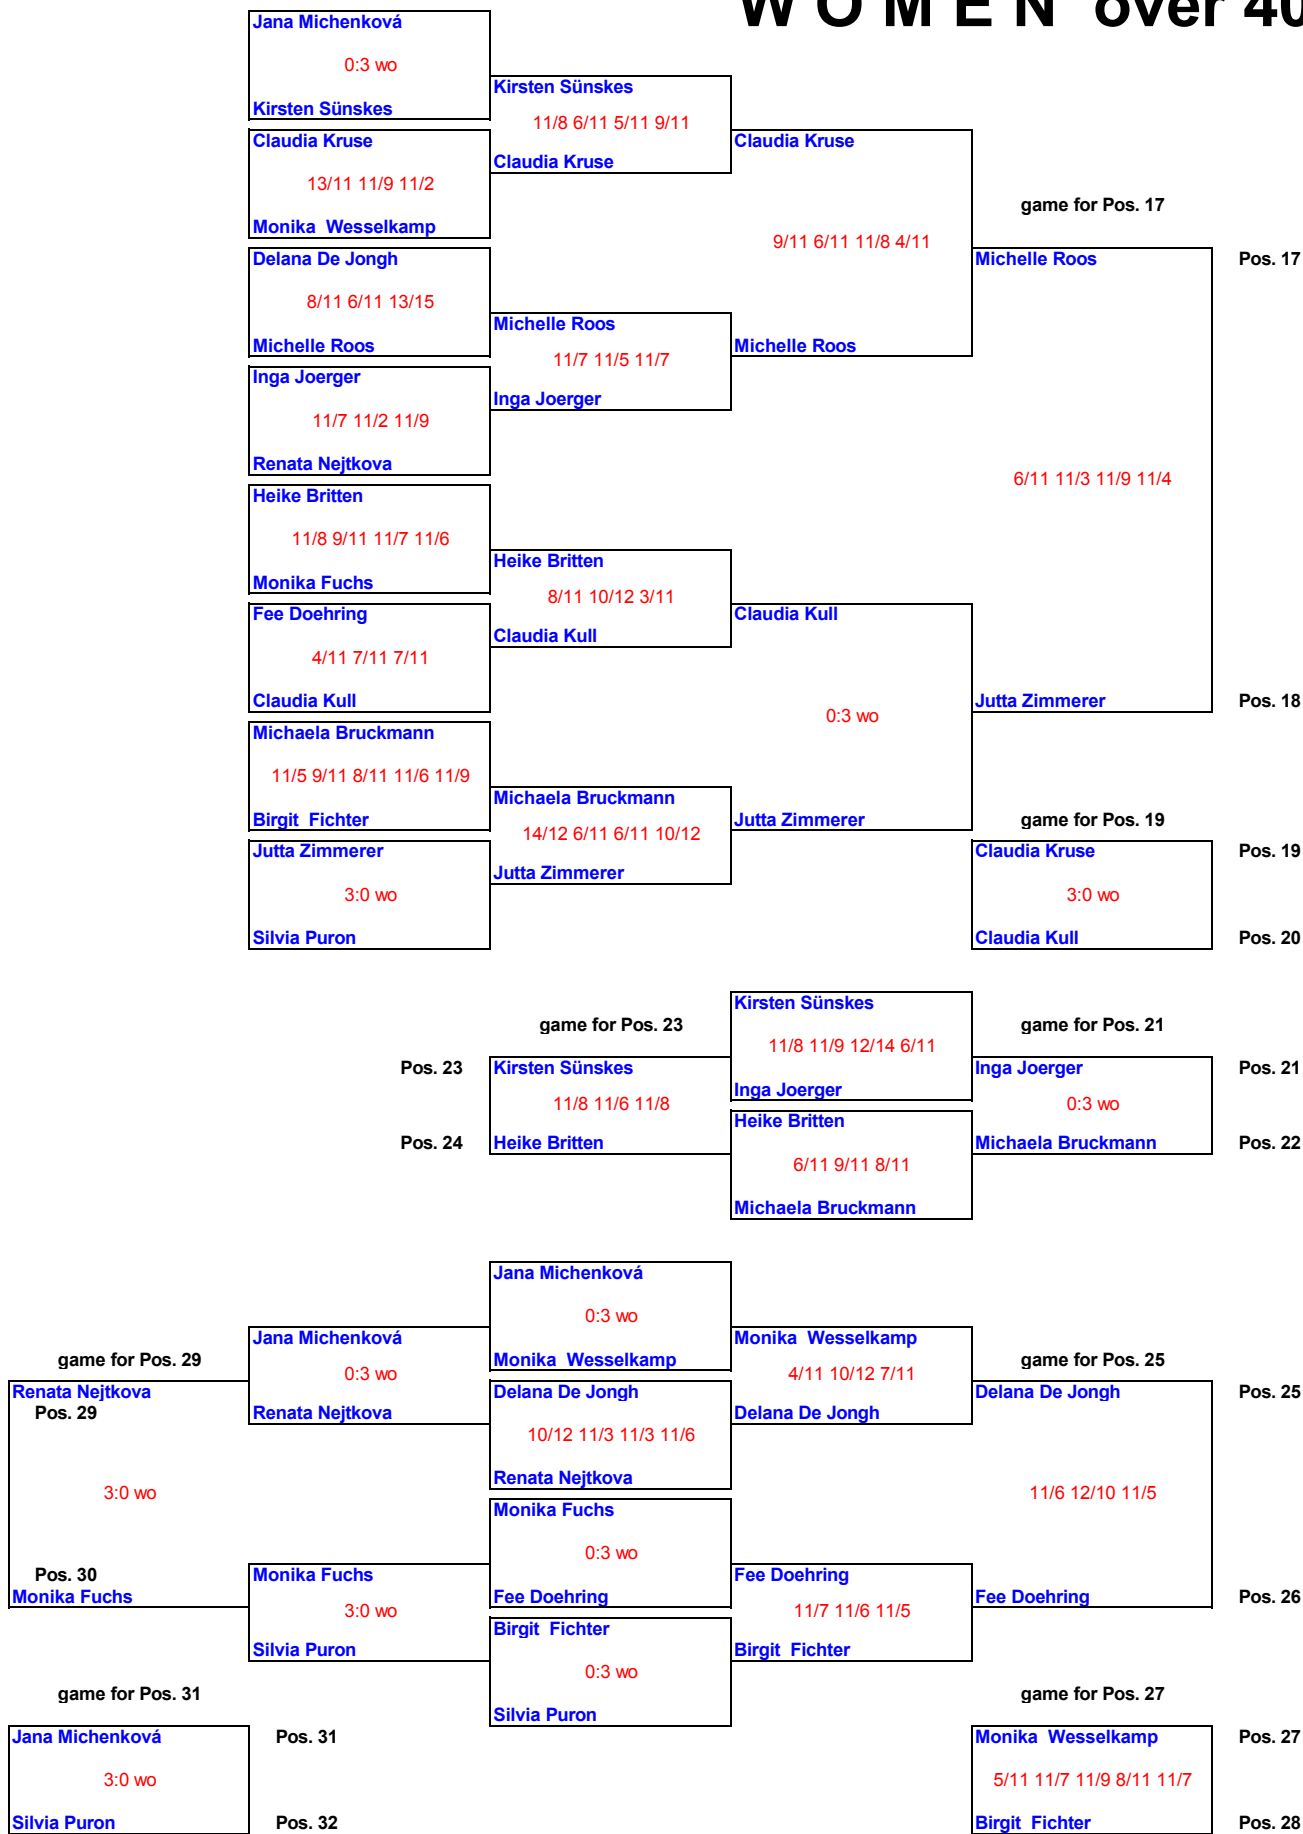 W O M E N over 40
Jana Michenková
0:3 wo
Kirsten Sünskes
Kirsten Sünskes
11/8 6/11 5/11 9/11
Claudia Kruse
Claudia Kruse
Claudia Kruse
13/11 11/9 11/2
game for Pos. 17
Monika Wesselkamp
9/11 6/11 11/8 4/11
Delana De Jongh
Michelle Roos
Pos. 17
8/11 6/11 13/15
Michelle Roos
Michelle Roos
Michelle Roos
11/7 11/5 11/7
Inga Joerger
Inga Joerger
11/7 11/2 11/9
Renata Nejtkova
6/11 11/3 11/9 11/4
Heike Britten
11/8 9/11 11/7 11/6
Heike Britten
Monika Fuchs
8/11 10/12 3/11
Fee Doehring
Claudia Kull
Claudia Kull
4/11 7/11 7/11
Claudia Kull
Jutta Zimmerer
Pos. 18
0:3 wo
Michaela Bruckmann
11/5 9/11 8/11 11/6 11/9
Michaela Bruckmann
Birgit Fichter
Jutta Zimmerer
game for Pos. 19
14/12 6/11 6/11 10/12
Jutta Zimmerer
Claudia Kruse
Pos. 19
Jutta Zimmerer
3:0 wo
3:0 wo
Silvia Puron
Claudia Kull
Pos. 20
Kirsten Sünskes
game for Pos. 23
game for Pos. 21
11/8 11/9 12/14 6/11
Pos. 23
Kirsten Sünskes
Inga Joerger
Pos. 21
Inga Joerger
11/8 11/6 11/8
0:3 wo
Heike Britten
Pos. 24
Heike Britten
Michaela Bruckmann
Pos. 22
6/11 9/11 8/11
Michaela Bruckmann
Jana Michenková
0:3 wo
Jana Michenková
Monika Wesselkamp
game for Pos. 29
Monika Wesselkamp
game for Pos. 25
0:3 wo
4/11 10/12 7/11
Renata Nejtkova
Delana De Jongh
Delana De Jongh
Pos. 25
Pos. 29
Renata Nejtkova
Delana De Jongh
10/12 11/3 11/3 11/6
Renata Nejtkova
3:0 wo
11/6 12/10 11/5
Monika Fuchs
0:3 wo
Pos. 30
Monika Fuchs
Fee Doehring
Monika Fuchs
Fee Doehring
Fee Doehring
Pos. 26
3:0 wo
11/7 11/6 11/5
Birgit Fichter
Silvia Puron
Birgit Fichter
0:3 wo
game for Pos. 31
game for Pos. 27
Silvia Puron
Jana Michenková
Pos. 31
Monika Wesselkamp
Pos. 27
3:0 wo
5/11 11/7 11/9 8/11 11/7
Silvia Puron
Pos. 32
Birgit Fichter
Pos. 28